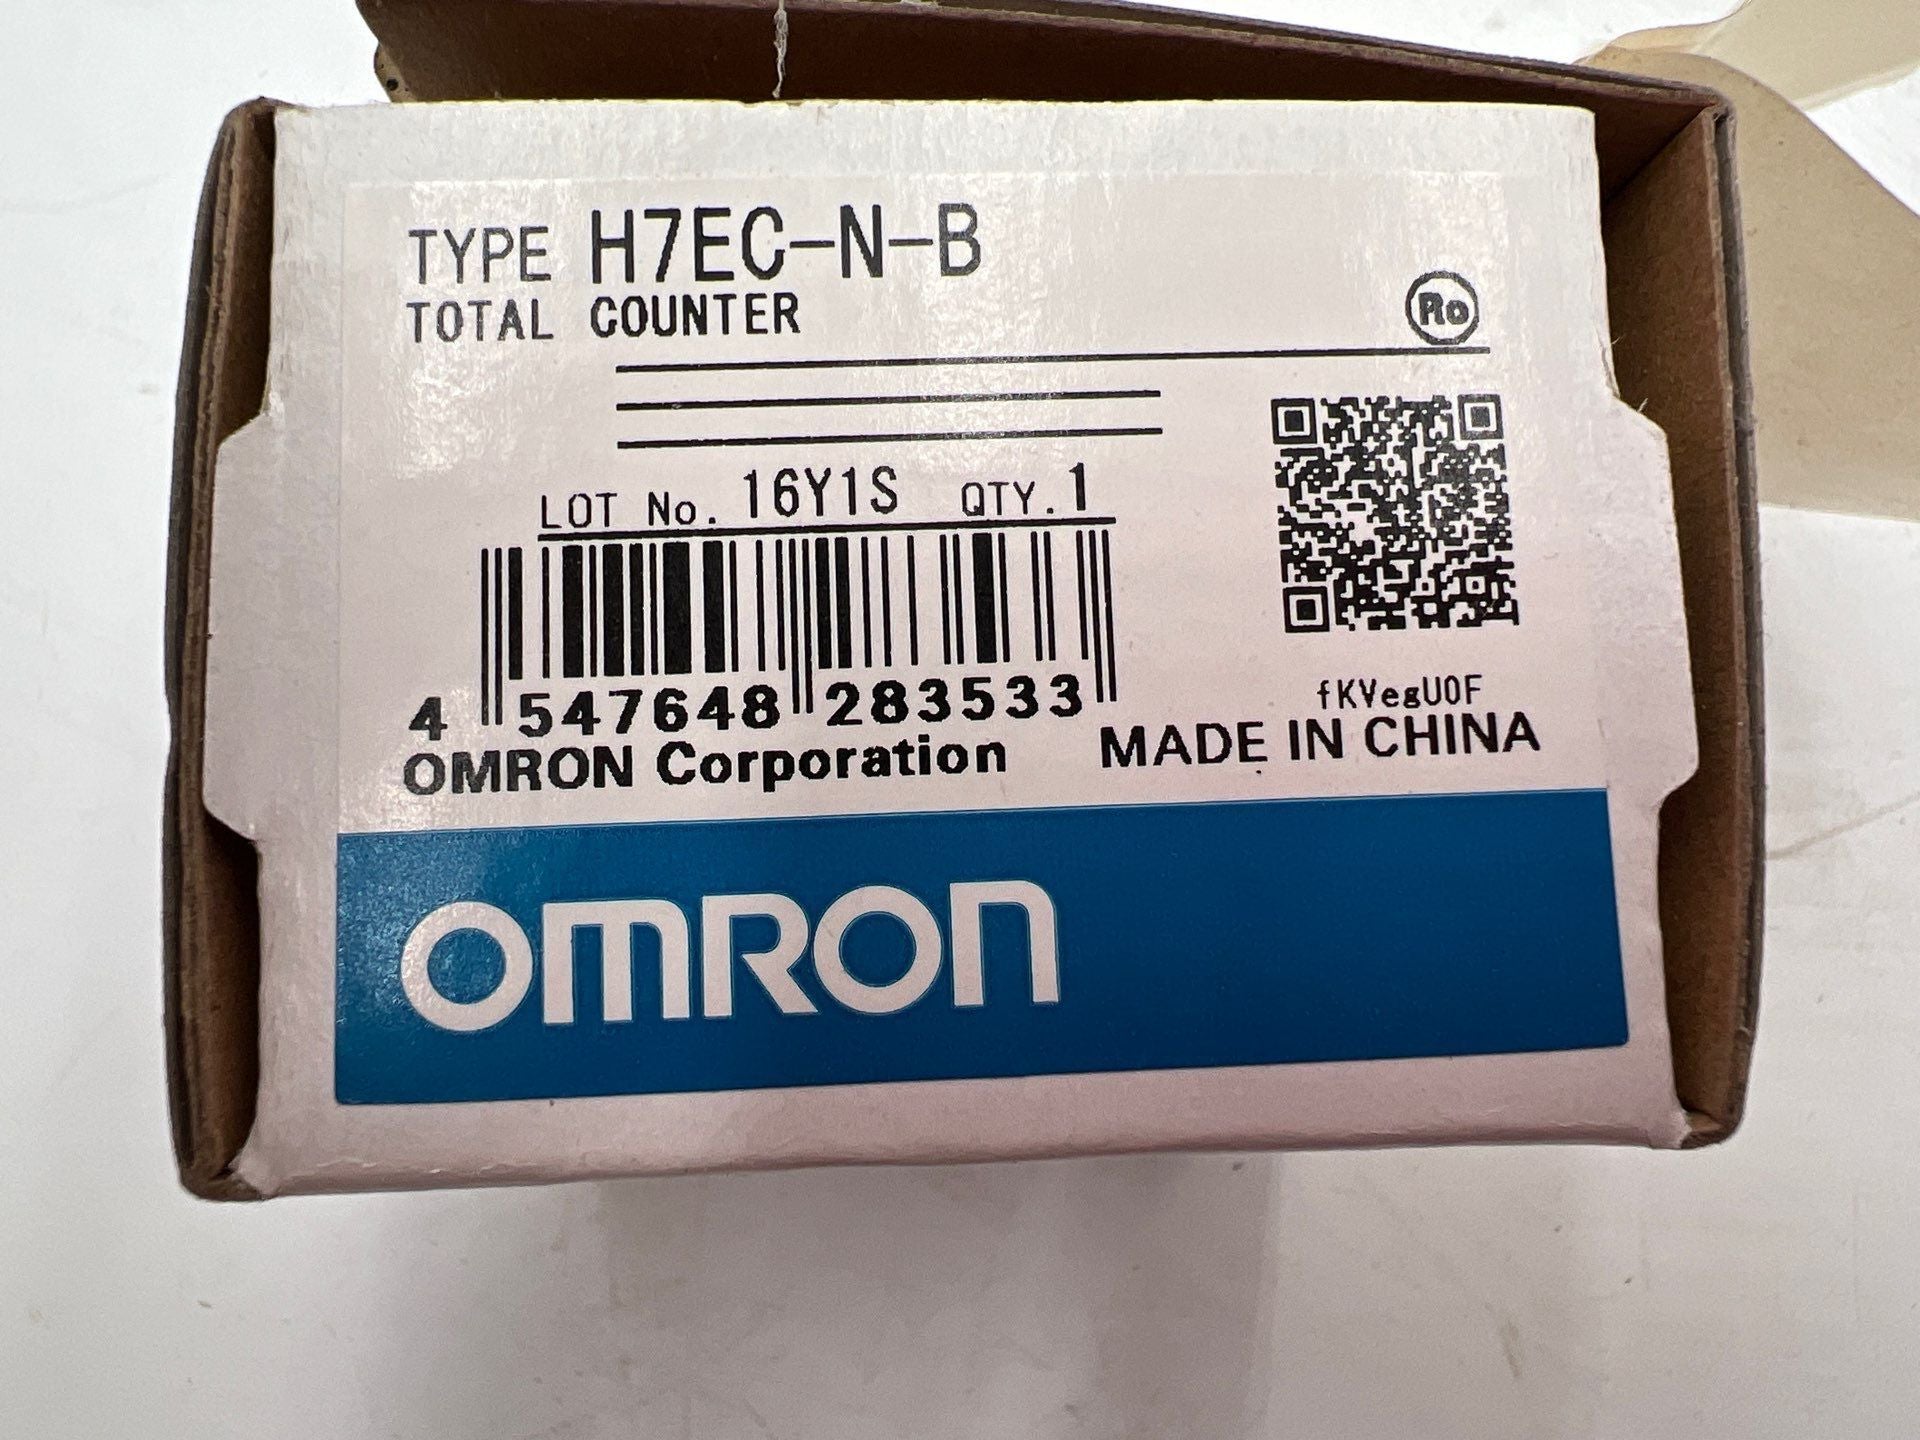 TYPE H7EC-N-B
TOTAL COUNTER
Ro
LOT No. 16Y1S QTY. 1
4 547648 283533
fKVegU0F
OMRON Corporation MADE IN CHINA
OMRON